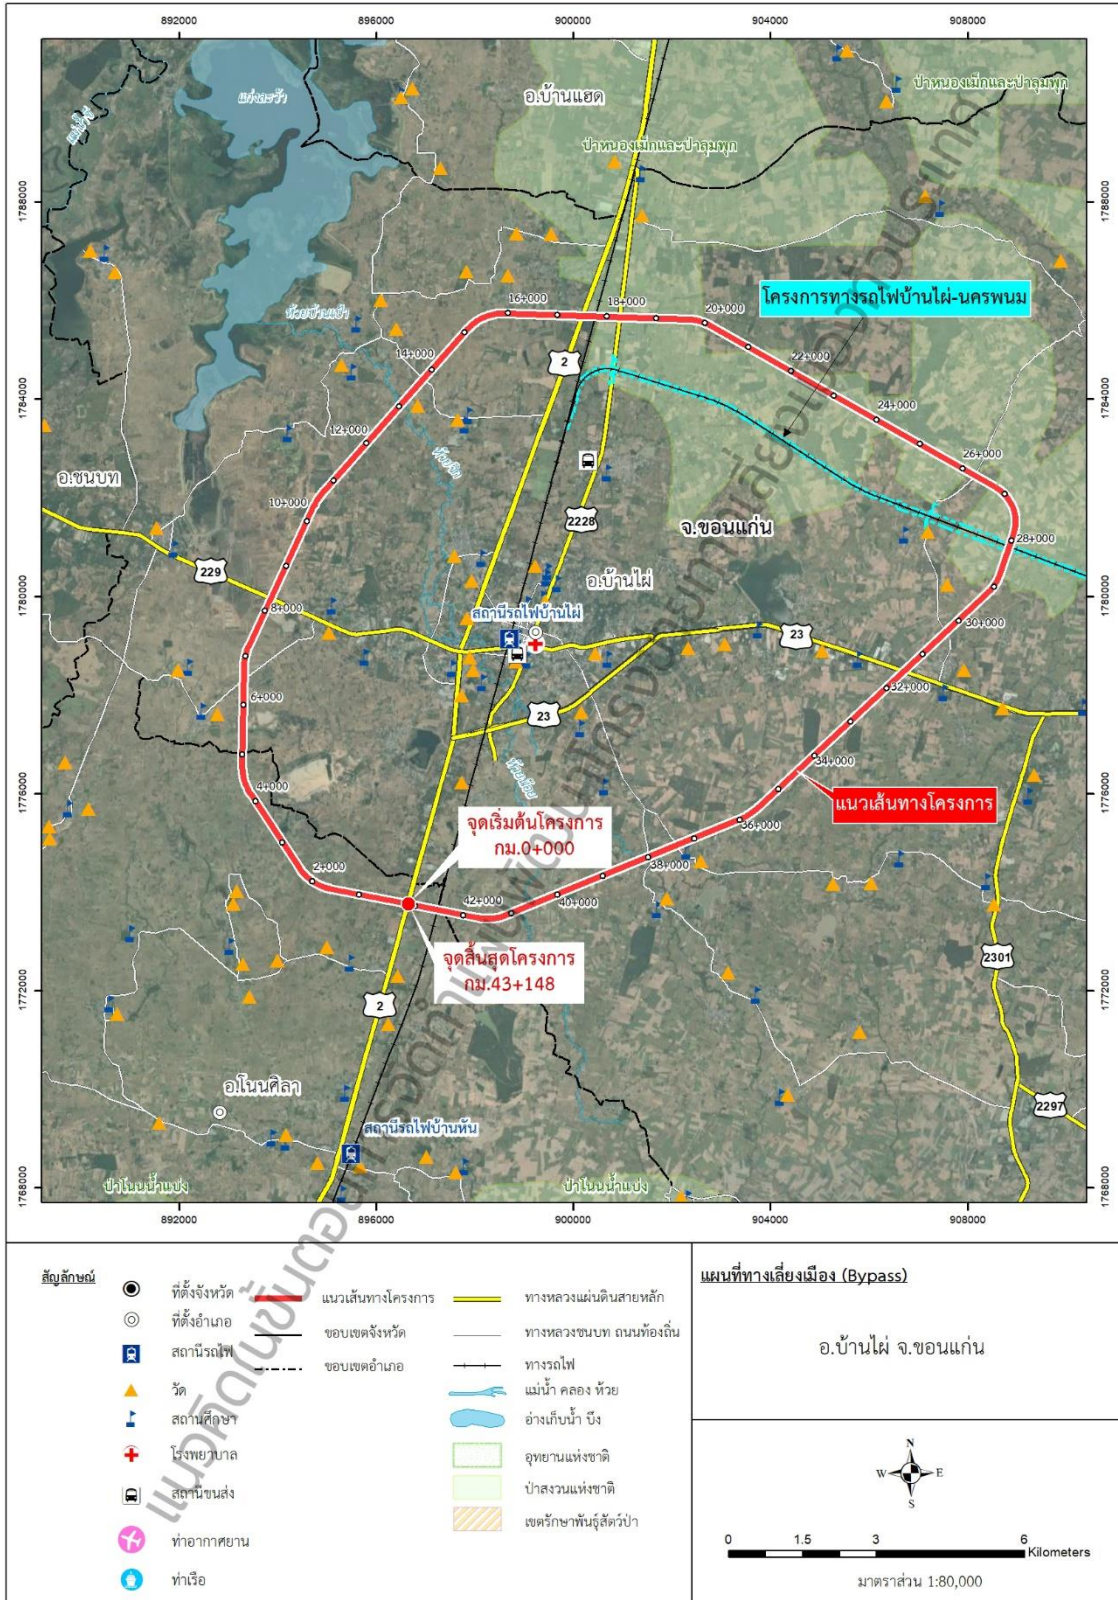 892000
896000
900000
904000
908000
1788000
1784000
1780000
1776000
1772000
1768000
1788000
1784000
1780000
1776000
1772000
1768000
แก่งละว้า
แม่น้ำชี
อ.บ้านแฮด
ป่าหนองเม็กและป่าลุมพุก
ป่าหนองเม็กและป่าลุมพุก
โครงการทางรถไฟบ้านไผ่-นครพนม
16+000
18+000
20+000
2
14+000
22+000
24+000
12+000
26+000
อ.ชนบท
10+000
2228
จ.ขอนแก่น
28+000
229
อ.บ้านไผ่
8+000
สถานีรถไฟบ้านไผ่
30+000
23
32+000
6+000
23
34+000
4+000
แนวเส้นทางโครงการ
จุดเริ่มต้นโครงการ
กม.0+000
36+000
38+000
2+000
42+000
40+000
จุดสิ้นสุดโครงการ
กม.43+148
2301
2
อ.โนนศิลา
2297
สถานีรถไฟบ้านหัน
ป่าโนนน้ำแบ่ง
ป่าโนนน้ำแบ่ง
892000
896000
900000
904000
908000
สัญลักษณ์
ที่ตั้งจังหวัด
ที่ตั้งอำเภอ
สถานีรถไฟ
วัด
สถานศึกษา
โรงพยาบาล
สถานีขนส่ง
ท่าอากาศยาน
ท่าเรือ
แนวเส้นทางโครงการ
ขอบเขตจังหวัด
ขอบเขตอำเภอ
ทางหลวงแผ่นดินสายหลัก
ทางหลวงชนบท ถนนท้องถิ่น
ทางรถไฟ
แม่น้ำ คลอง ห้วย
อ่างเก็บน้ำ บึง
อุทยานแห่งชาติ
ป่าสงวนแห่งชาติ
เขตรักษาพันธุ์สัตว์ป่า
แผนที่ทางเลี่ยงเมือง (Bypass)
อ.บ้านไผ่ จ.ขอนแก่น
N
W
E
S
0
1.5
3
6
Kilometers
มาตราส่วน 1:80,000